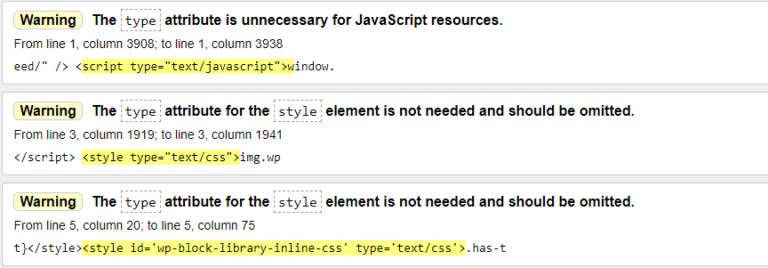 Warning The type attribute is unnecessary for JavaScript resources.
From line 1, column 3908; to line 1, column 3938
eed/" /> <script type="text/javascript">window.
Warning The type attribute for the style element is not needed and should be omitted.
From line 3, column 1919; to line 3, column 1941
</script> <style type="text/css">img.wp
Warning The type attribute for the style element is not needed and should be omitted.
From line 5, column 20; to line 5, column 75
t}</style><style id='wp-block-library-inline-css' type='text/css'>.has-t